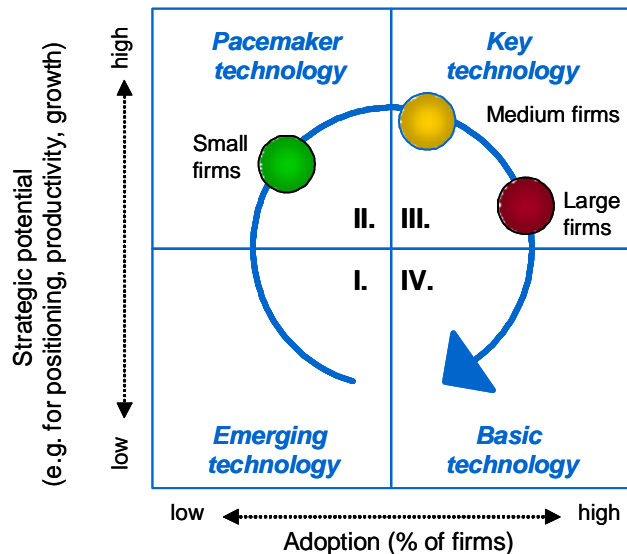 Pacemaker
technology
Key
technology
high
Strategic potential
(e.g. for positioning, productivity, growth)
low
Small
firms
Medium firms
Large
firms
II.
III.
I.
IV.
Emerging
technology
Basic
technology
low
high
Adoption (% of firms)